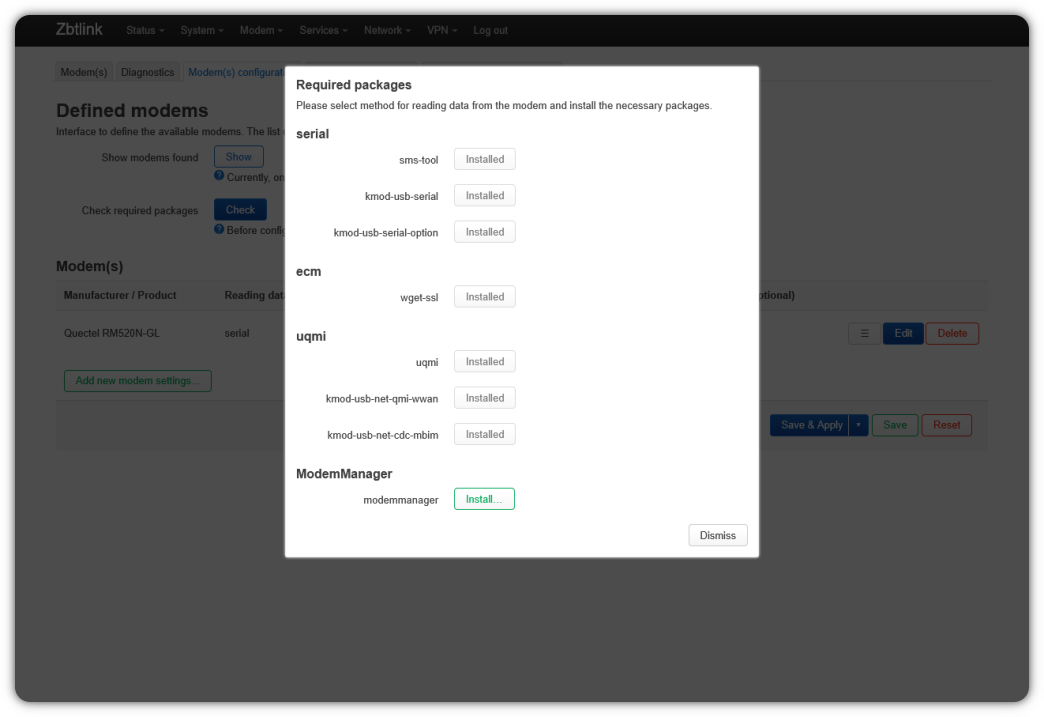 Zbtlink Status System Modem Services Network VPN Log out
Modem(s) Diagnostics Modem(s) configurat
Defined modems
Interface to define the available modems. The list
Show modems found Show
Currently, on
Check required packages Check
Before config
Modem(s)
Manufacturer / Product Reading dat ptional)
Quectel RM520N-GL serial ☰ Edit Delete
Add new modem settings...
Save & Apply Save Reset
Required packages
Please select method for reading data from the modem and install the necessary packages.
serial
sms-tool Installed
kmod-usb-serial Installed
kmod-usb-serial-option Installed
ecm
wget-ssl Installed
uqmi
uqmi Installed
kmod-usb-net-qmi-wwan Installed
kmod-usb-net-cdc-mbim Installed
ModemManager
modemmanager Install...
Dismiss